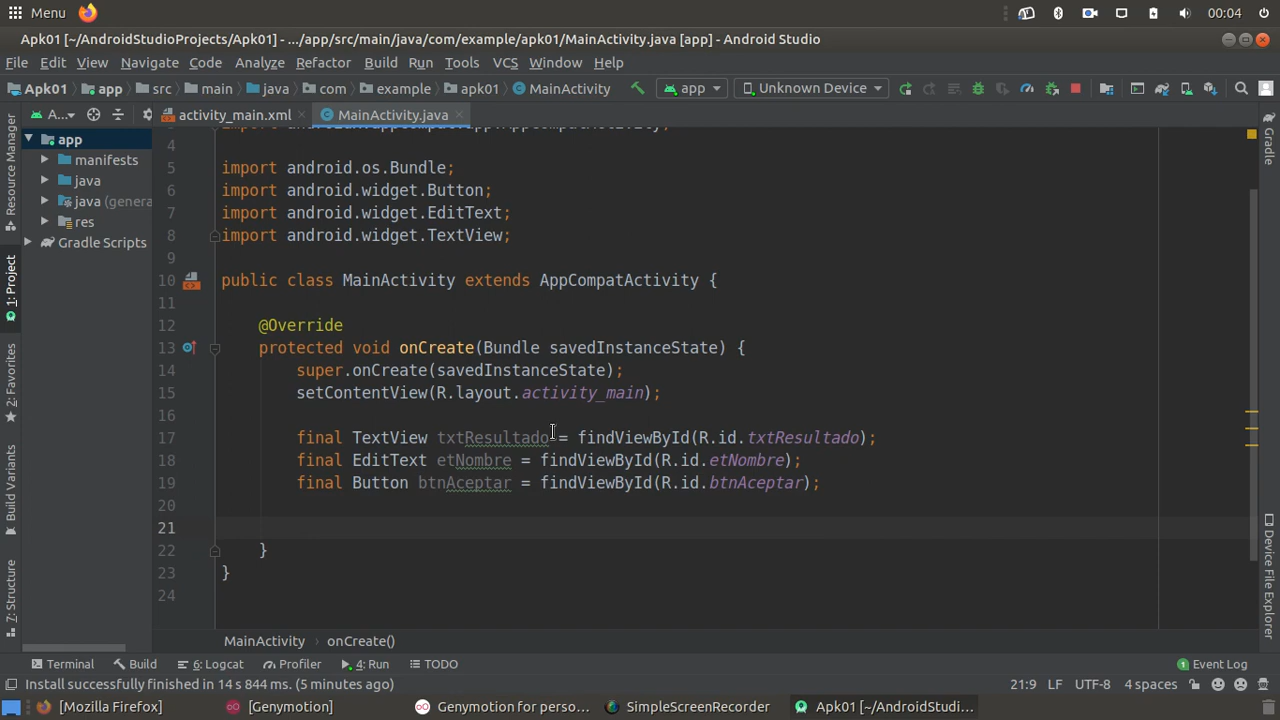 Menu
00:04
Apk01 [~/AndroidStudioProjects/Apk01] - .../app/src/main/java/com/example/apk01/MainActivity.java [app] - Android Studio
File Edit View Navigate Code Analyze Refactor Build Run Tools VCS Window Help
Apk01 app src main java com example apk01 MainActivity app Unknown Device
A... activity_main.xml MainActivity.java
app
manifests
java
java (genera
res
Gradle Scripts
Resource Manager
1: Project
2: Favorites
Build Variants
7: Structure
4
5 import android.os.Bundle;
6 import android.widget.Button;
7 import android.widget.EditText;
8 import android.widget.TextView;
9
10 public class MainActivity extends AppCompatActivity {
11
12 @Override
13 protected void onCreate(Bundle savedInstanceState) {
14 super.onCreate(savedInstanceState);
15 setContentView(R.layout.activity_main);
16
17 final TextView txtResultado = findViewById(R.id.txtResultado);
18 final EditText etNombre = findViewById(R.id.etNombre);
19 final Button btnAceptar = findViewById(R.id.btnAceptar);
20
21
22 }
23 }
24
Gradle
Device File Explorer
MainActivity › onCreate()
Terminal Build 6: Logcat Profiler 4: Run TODO 1 Event Log
Install successfully finished in 14 s 844 ms. (5 minutes ago) 21:9 LF UTF-8 4 spaces
[Mozilla Firefox] [Genymotion] Genymotion for perso... SimpleScreenRecorder Apk01 [~/AndroidStudi...